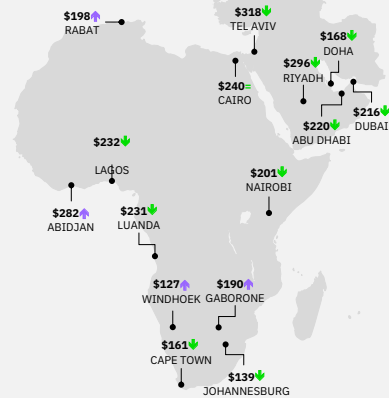 $198
RABAT
$318
TEL AVIV
$168
DOHA
$296
RIYADH
$240=
CAIRO
$216
DUBAI
$220
ABU DHABI
$232
LAGOS
$201
NAIROBI
$282
ABIDJAN
$231
LUANDA
$127
WINDHOEK
$190
GABORONE
$161
CAPE TOWN
$139
JOHANNESBURG